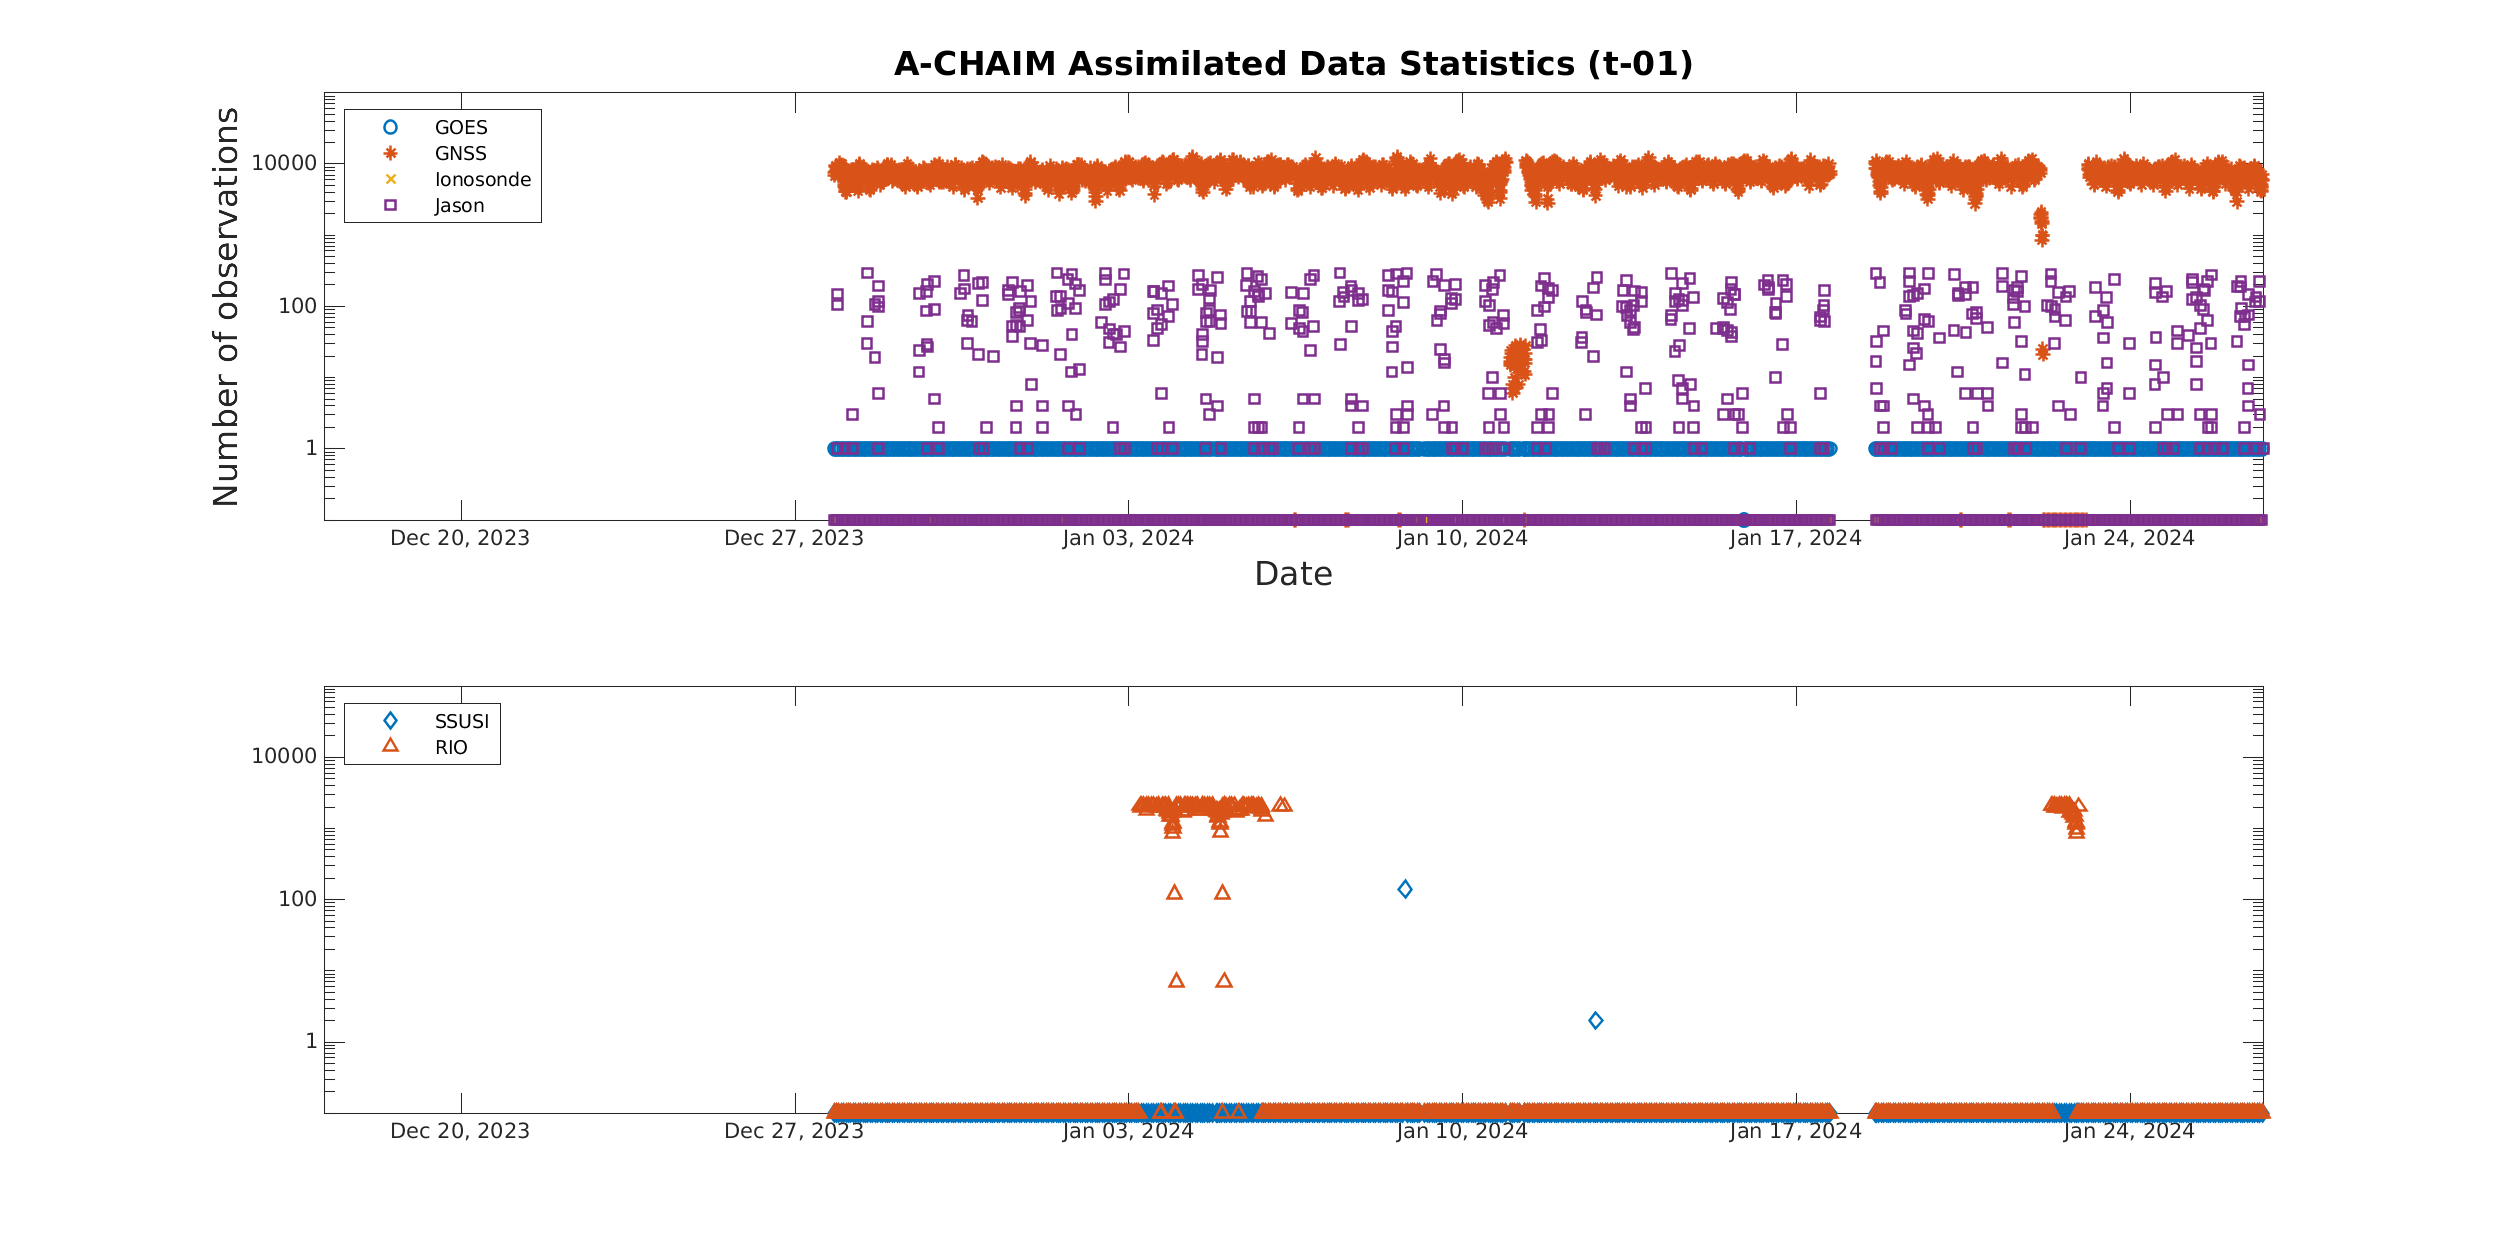 A-CHAIM Assimilated Data Statistics (t-01)
Number of observations
10000
100
1
GOES
GNSS
Ionosonde
Jason
Dec 20, 2023
Dec 27, 2023
Jan 03, 2024
Jan 10, 2024
Jan 17, 2024
Jan 24, 2024
Date
10000
100
1
SSUSI
RIO
Dec 20, 2023
Dec 27, 2023
Jan 03, 2024
Jan 10, 2024
Jan 17, 2024
Jan 24, 2024